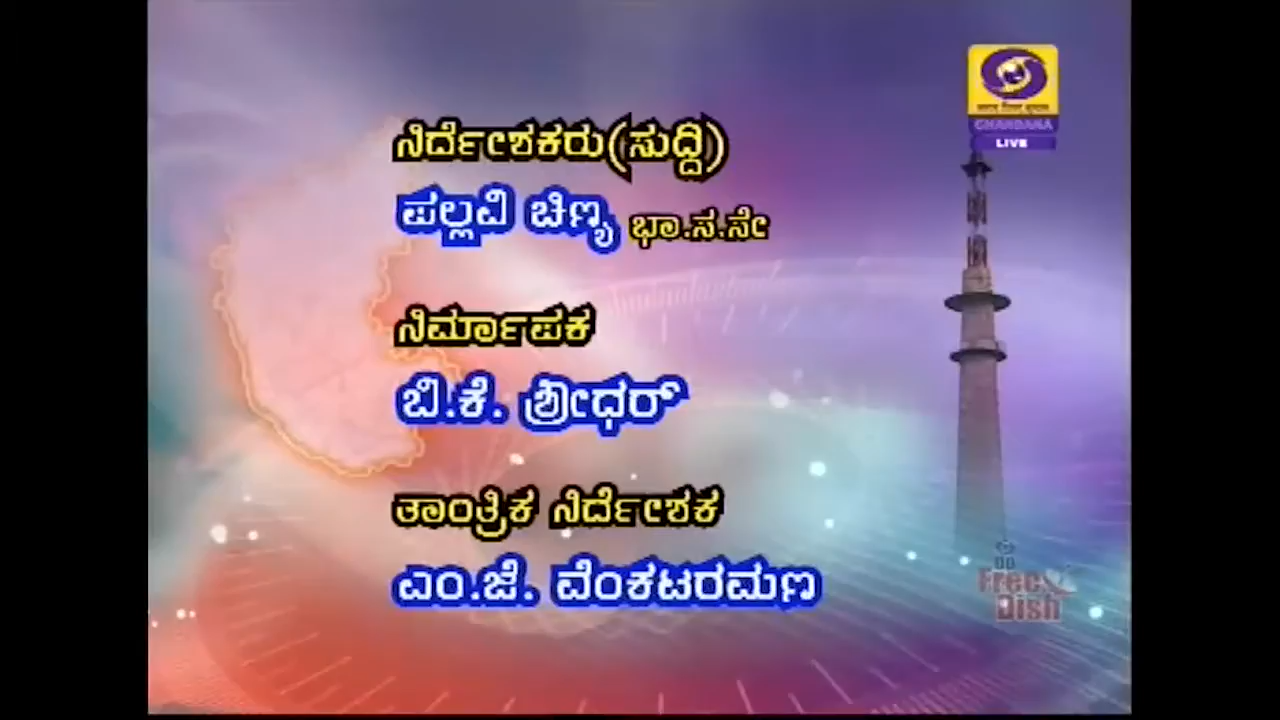 ನಿರ್ದೇಶಕರು(ಸುದ್ದಿ)
ಪಲ್ಲವಿ ಚಿಣ್ಯ ಭಾ.ಸ.ಸೇ
ನಿರ್ಮಾಪಕ
ಬಿ.ಕೆ. ಶ್ರೀಧರ್
ತಾಂತ್ರಿಕ ನಿರ್ದೇಶಕ
ಎಂ.ಜೆ. ವೆಂಕಟರಮಣ
CHANDANA
LIVE
DD
Free
Dish